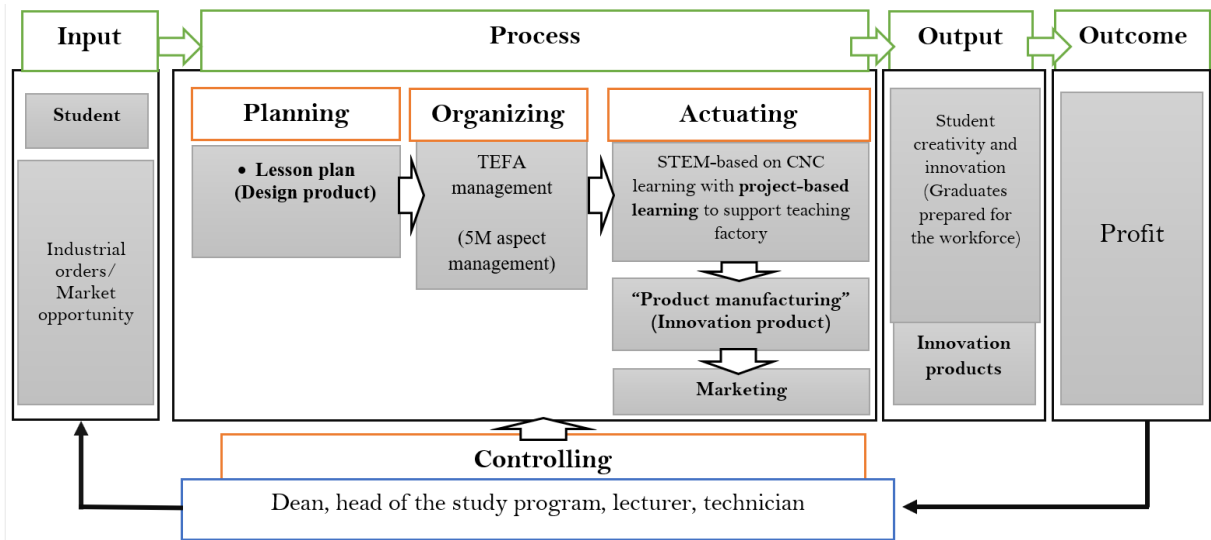 Input
Process
Output
Outcome
Student
Industrial
orders/
Market
opportunity
Planning
• Lesson plan
(Design product)
Organizing
TEFA
management
(5M aspect
management)
Actuating
STEM-based on CNC
learning with project-based
learning to support teaching
factory
“Product manufacturing”
(Innovation product)
Marketing
Student
creativity and
innovation
(Graduates
prepared for
the workforce)
Innovation
products
Profit
Controlling
Dean, head of the study program, lecturer, technician